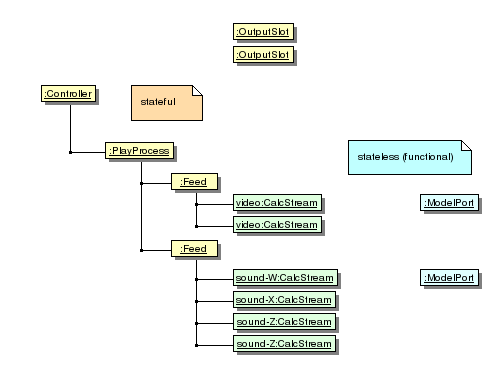 :OutputSlot
:OutputSlot
:Controller
stateful
:PlayProcess
stateless (functional)
:Feed
video:CalcStream
:ModelPort
video:CalcStream
:Feed
sound-W:CalcStream
:ModelPort
sound-X:CalcStream
sound-Z:CalcStream
sound-Z:CalcStream